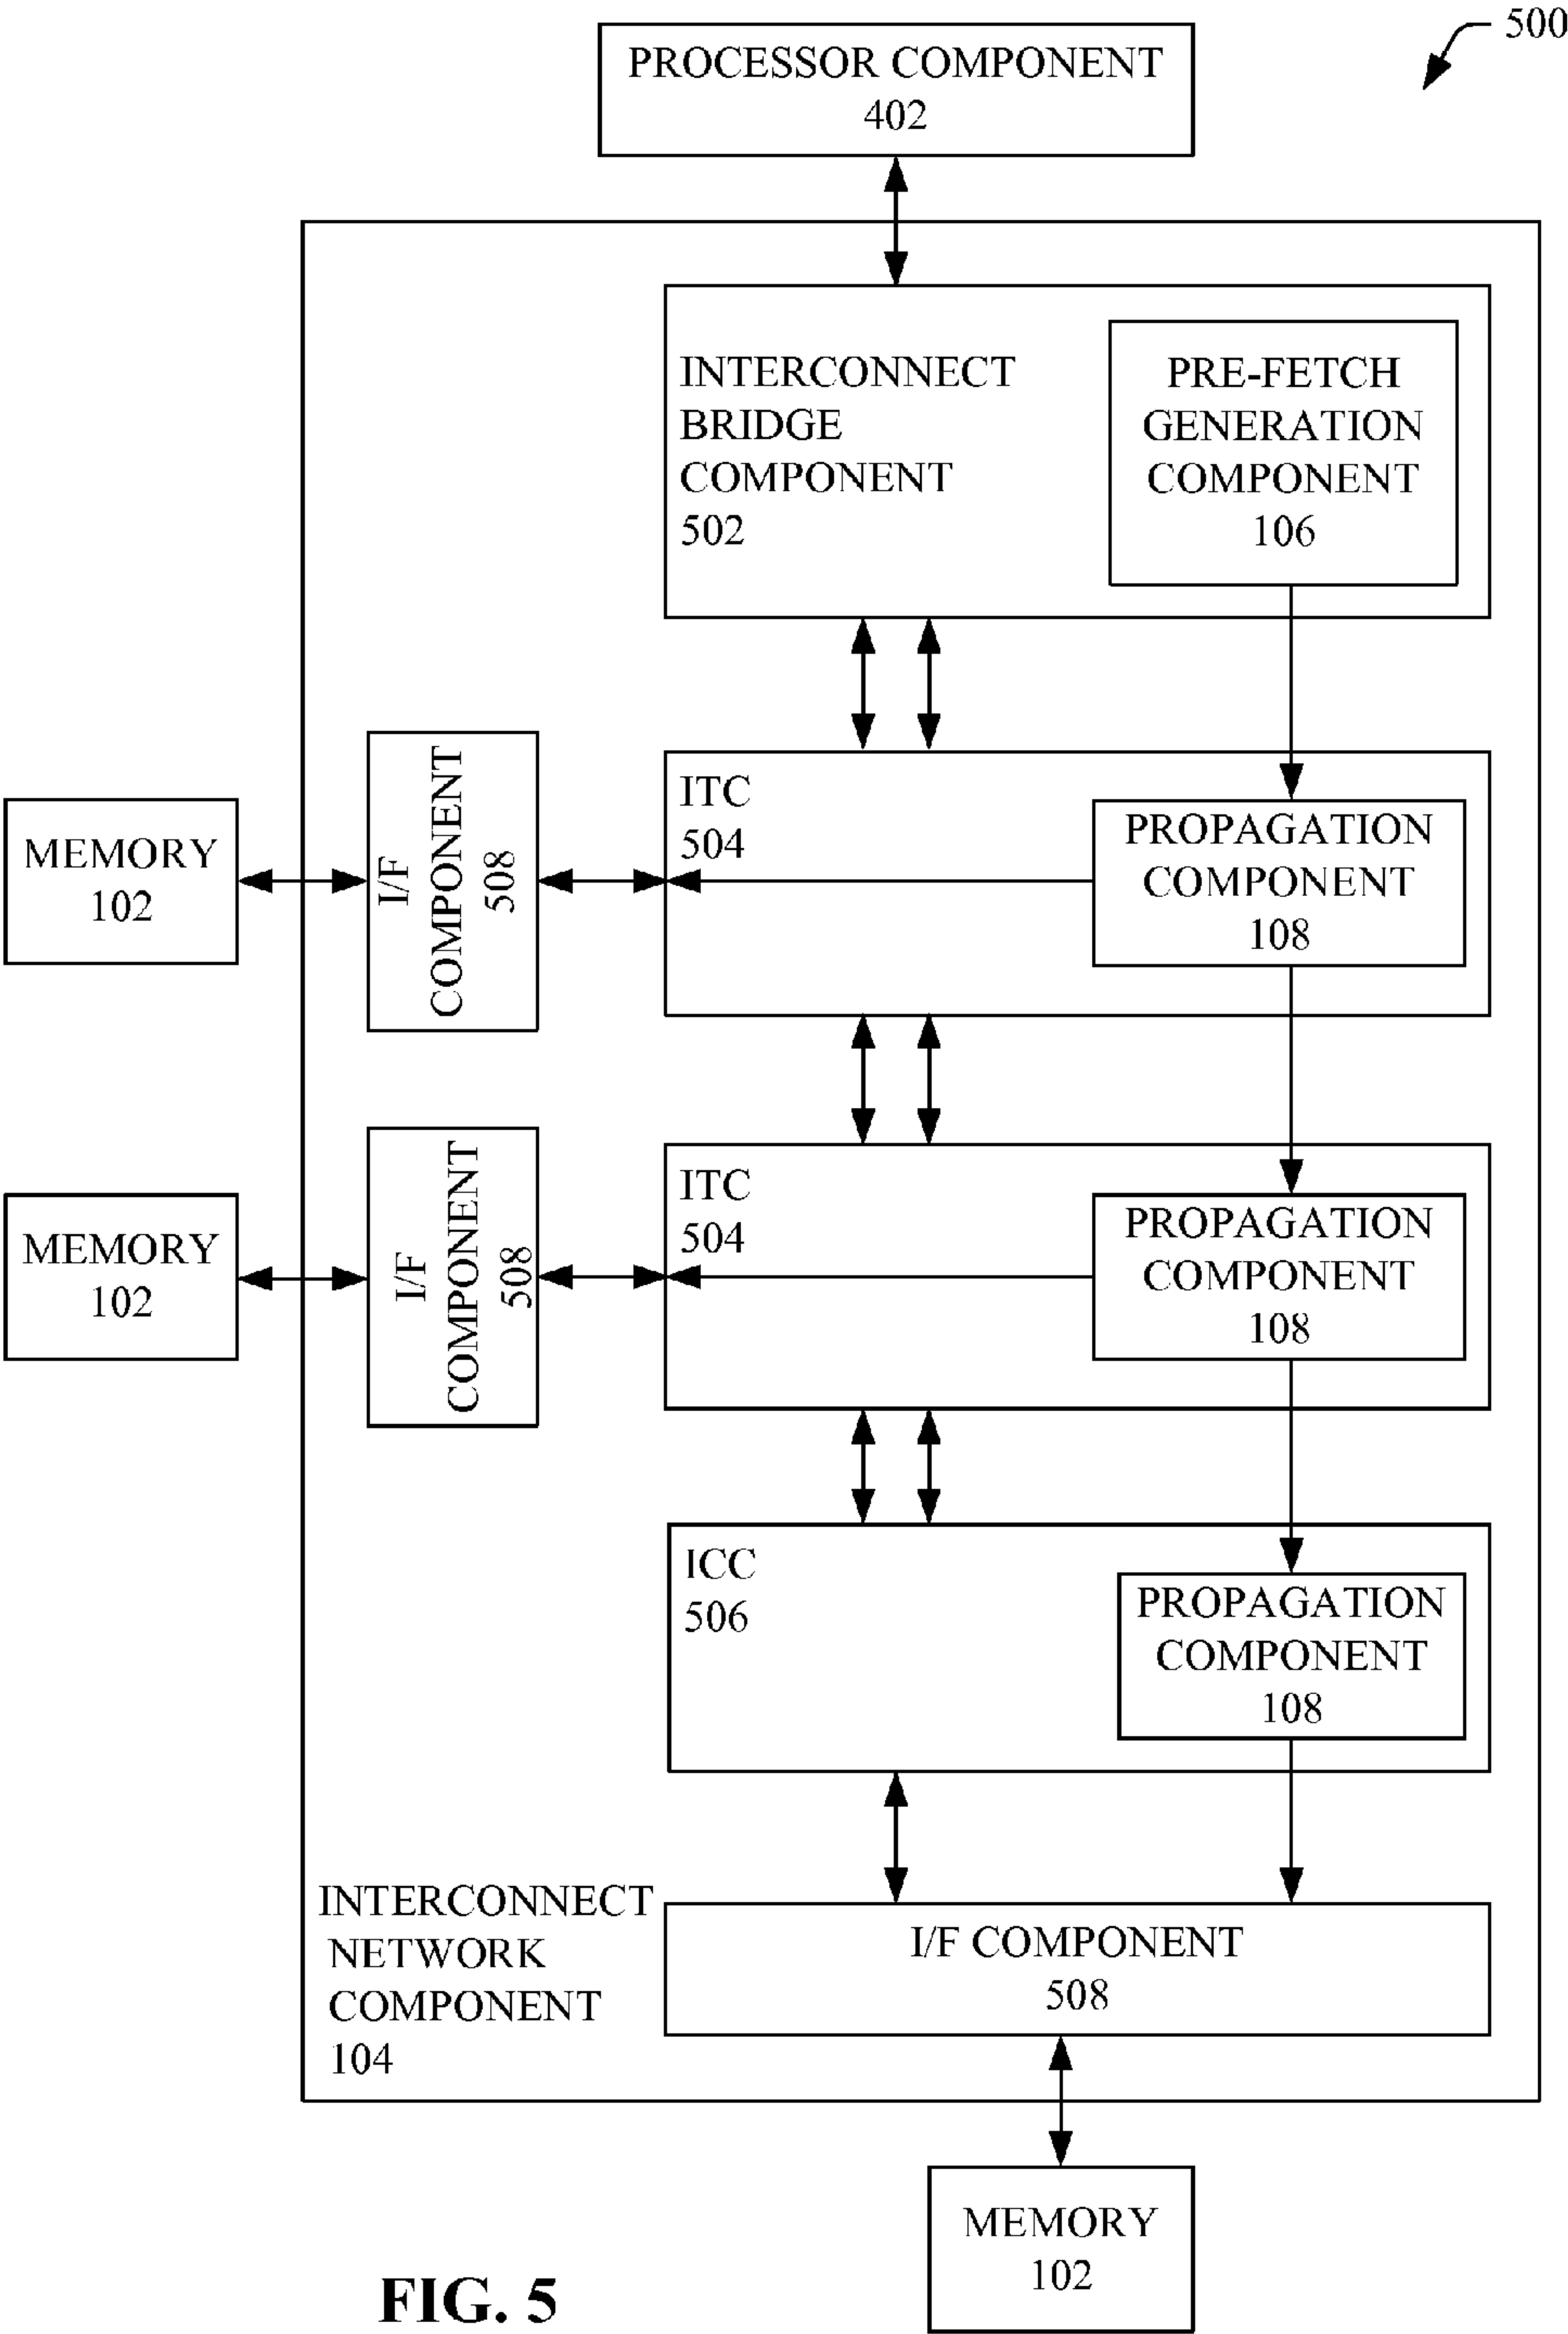 500
PROCESSOR COMPONENT
402
INTERCONNECT
BRIDGE
COMPONENT
502
PRE-FETCH
GENERATION
COMPONENT
106
MEMORY
102
I/F
COMPONENT
508
ITC
504
PROPAGATION
COMPONENT
108
MEMORY
102
I/F
COMPONENT
508
ITC
504
PROPAGATION
COMPONENT
108
ICC
506
PROPAGATION
COMPONENT
108
INTERCONNECT
NETWORK
COMPONENT
104
I/F COMPONENT
508
MEMORY
102
FIG. 5